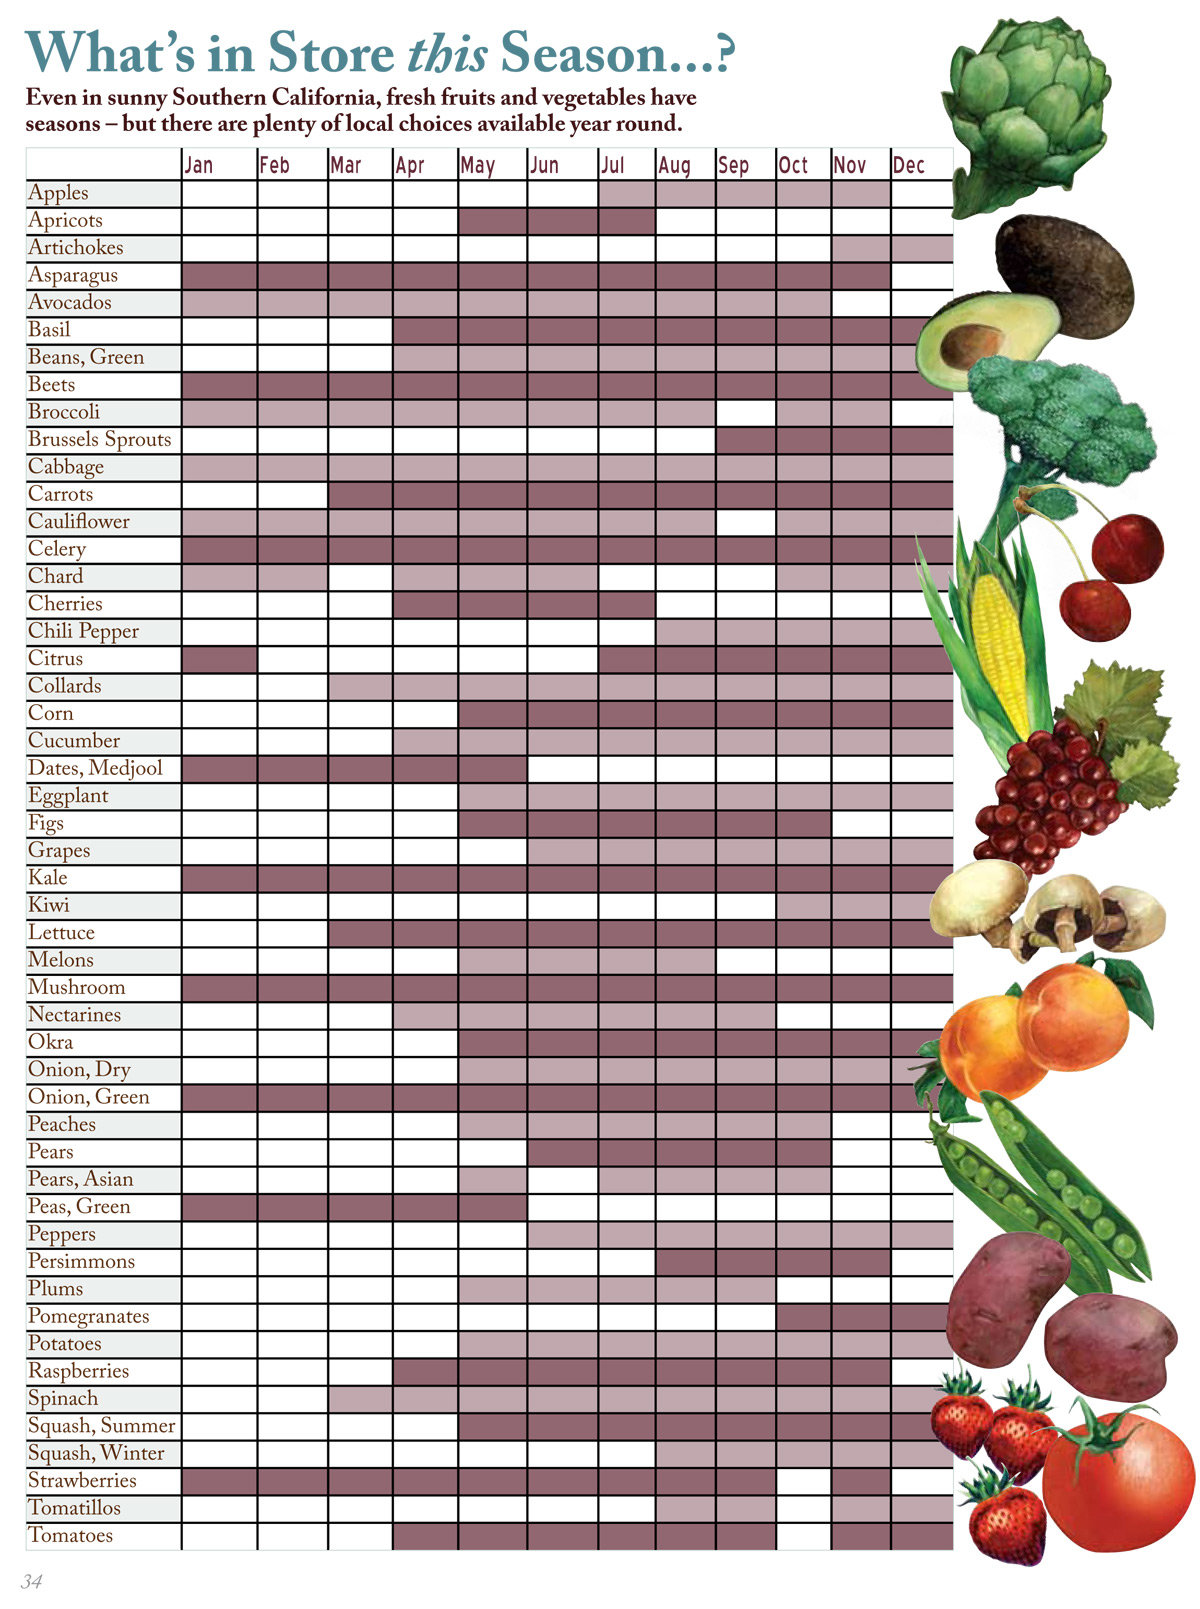 What's in Store this Season...?
Even in sunny Southern California, fresh fruits and vegetables have
seasons – but there are plenty of local choices available year round.
Jan Feb Mar Apr May Jun Jul Aug Sep Oct Nov Dec
Apples
Apricots
Artichokes
Asparagus
Avocados
Basil
Beans, Green
Beets
Broccoli
Brussels Sprouts
Cabbage
Carrots
Cauliflower
Celery
Chard
Cherries
Chili Pepper
Citrus
Collards
Corn
Cucumber
Dates, Medjool
Eggplant
Figs
Grapes
Kale
Kiwi
Lettuce
Melons
Mushroom
Nectarines
Okra
Onion, Dry
Onion, Green
Peaches
Pears
Pears, Asian
Peas, Green
Peppers
Persimmons
Plums
Pomegranates
Potatoes
Raspberries
Spinach
Squash, Summer
Squash, Winter
Strawberries
Tomatillos
Tomatoes
34